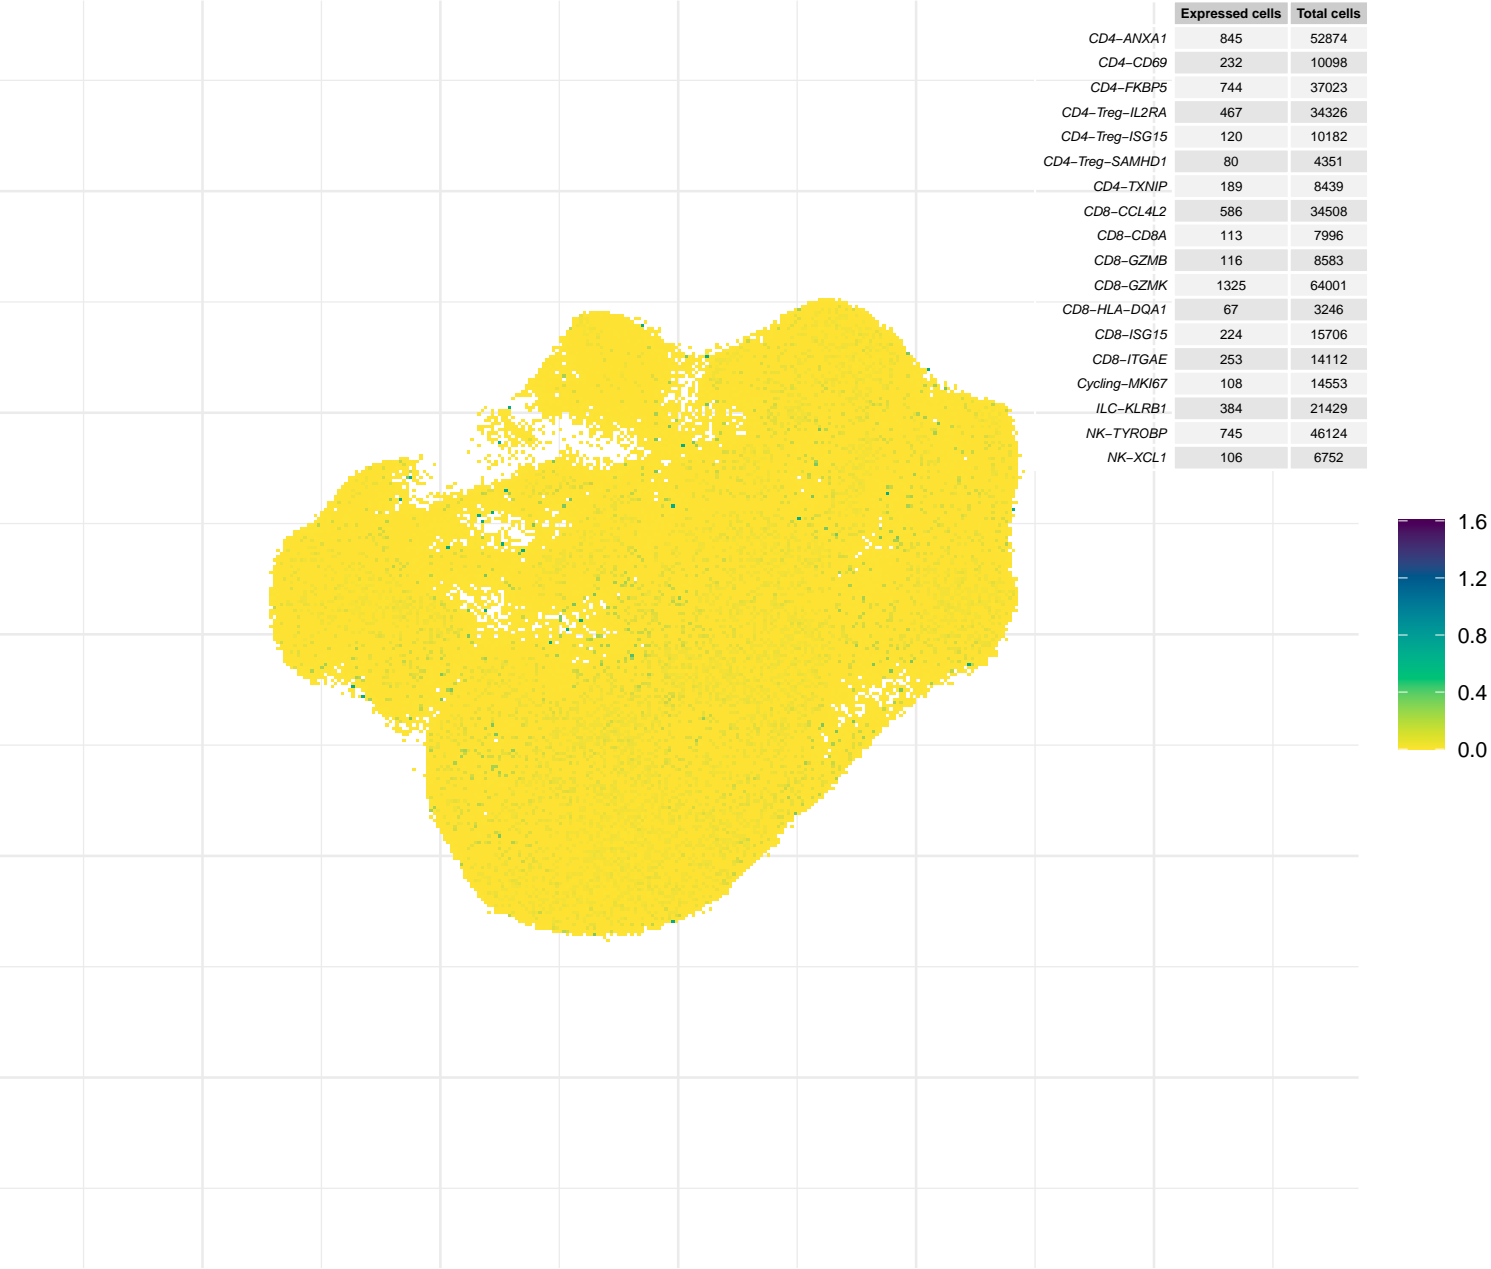 Expressed cells Total cells
CD4−ANXA1 845 52874
CD4−CD69 232 10098
CD4−FKBP5 744 37023
CD4−Treg−IL2RA 467 34326
CD4−Treg−ISG15 120 10182
CD4−Treg−SAMHD1 80 4351
CD4−TXNIP 189 8439
CD8−CCL4L2 586 34508
CD8−CD8A 113 7996
CD8−GZMB 116 8583
CD8−GZMK 1325 64001
CD8−HLA−DQA1 67 3246
CD8−ISG15 224 15706
CD8−ITGAE 253 14112
Cycling−MKI67 108 14553
ILC−KLRB1 384 21429
NK−TYROBP 745 46124
NK−XCL1 106 6752
1.6
1.2
0.8
0.4
0.0